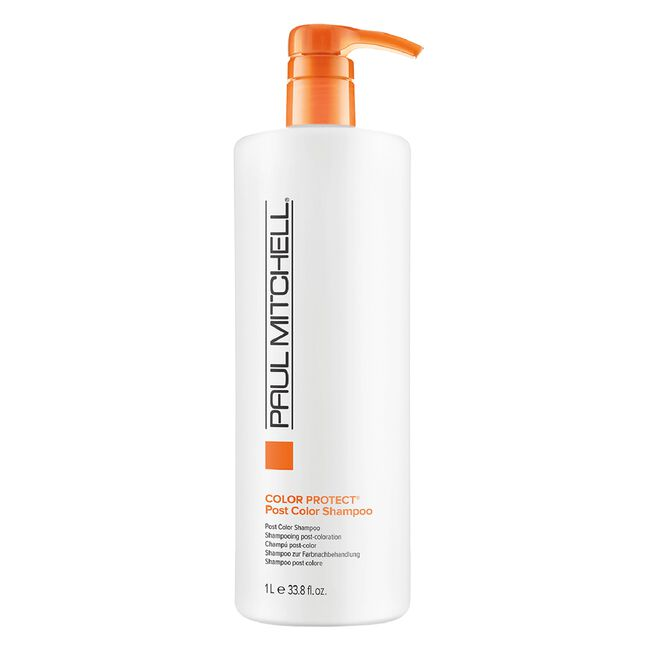 PAUL MITCHELL®
COLOR PROTECT®
Post Color Shampoo
Post Color Shampoo
Shampooing post-coloration
Champú post-color
Shampoo zur Farbnachbehandlung
Shampoo post colore
1L ℮ 33.8 fl. oz.